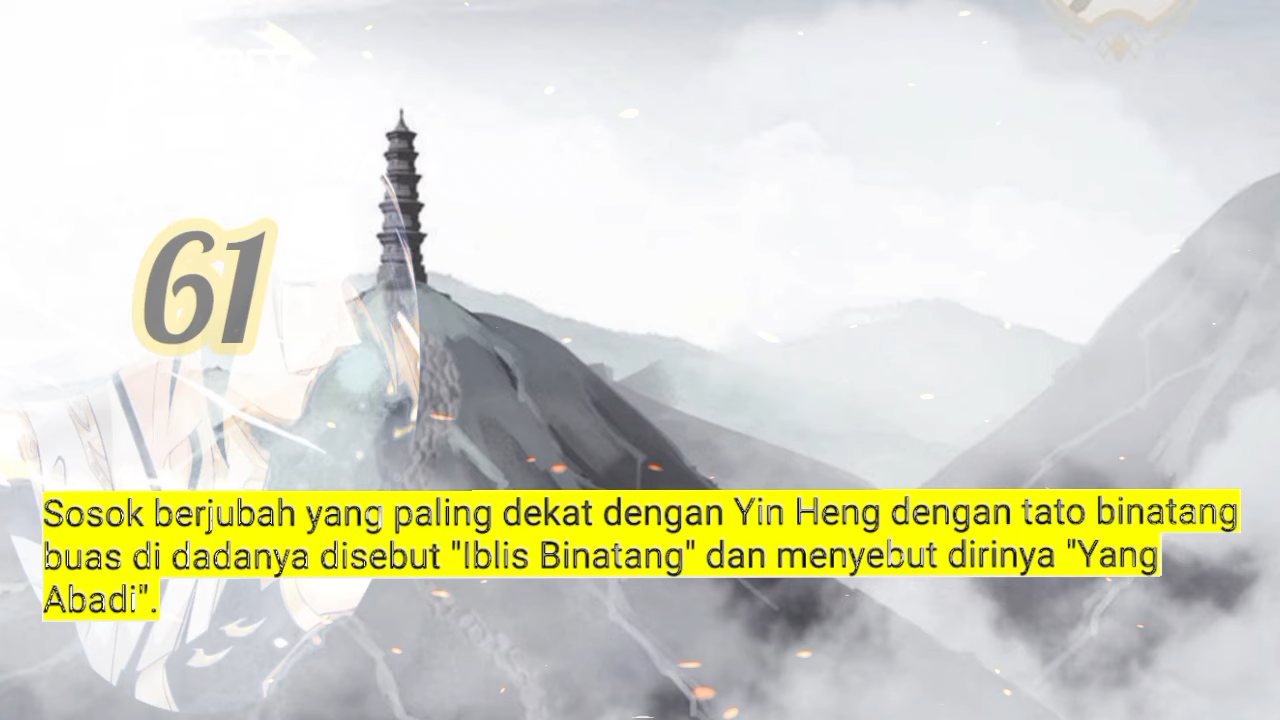 61
Sosok berjubah yang paling dekat dengan Yin Heng dengan tato binatang
buas di dadanya disebut "Iblis Binatang" dan menyebut dirinya "Yang
Abadi".